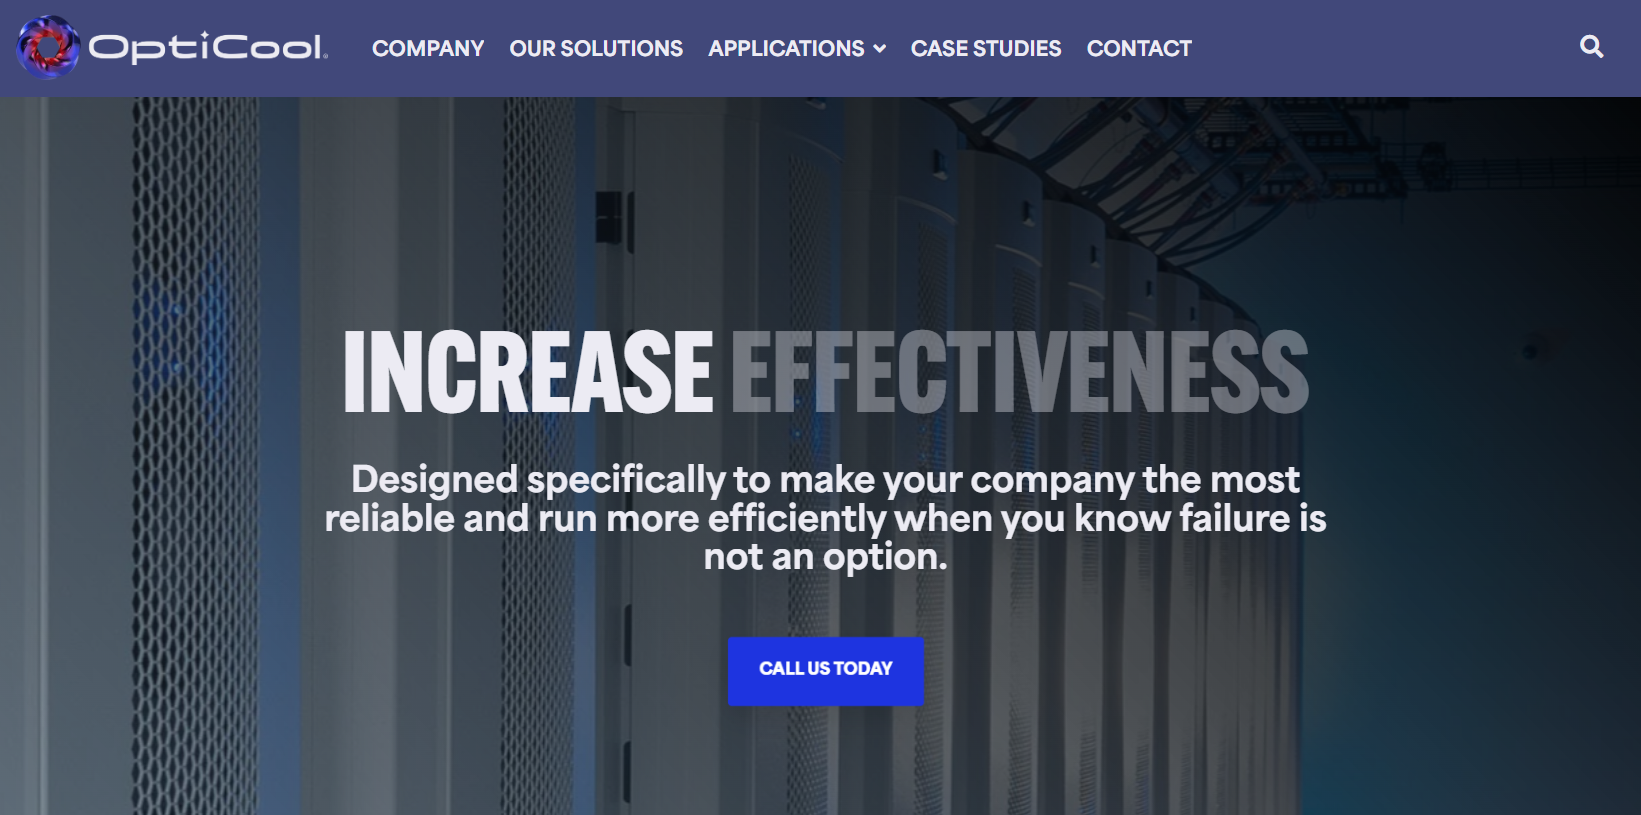 OptiCool
COMPANY
OUR SOLUTIONS
APPLICATIONS
CASE STUDIES
CONTACT
INCREASE EFFECTIVENESS
Designed specifically to make your company the most
reliable and run more efficiently when you know failure is
not an option.
CALL US TODAY